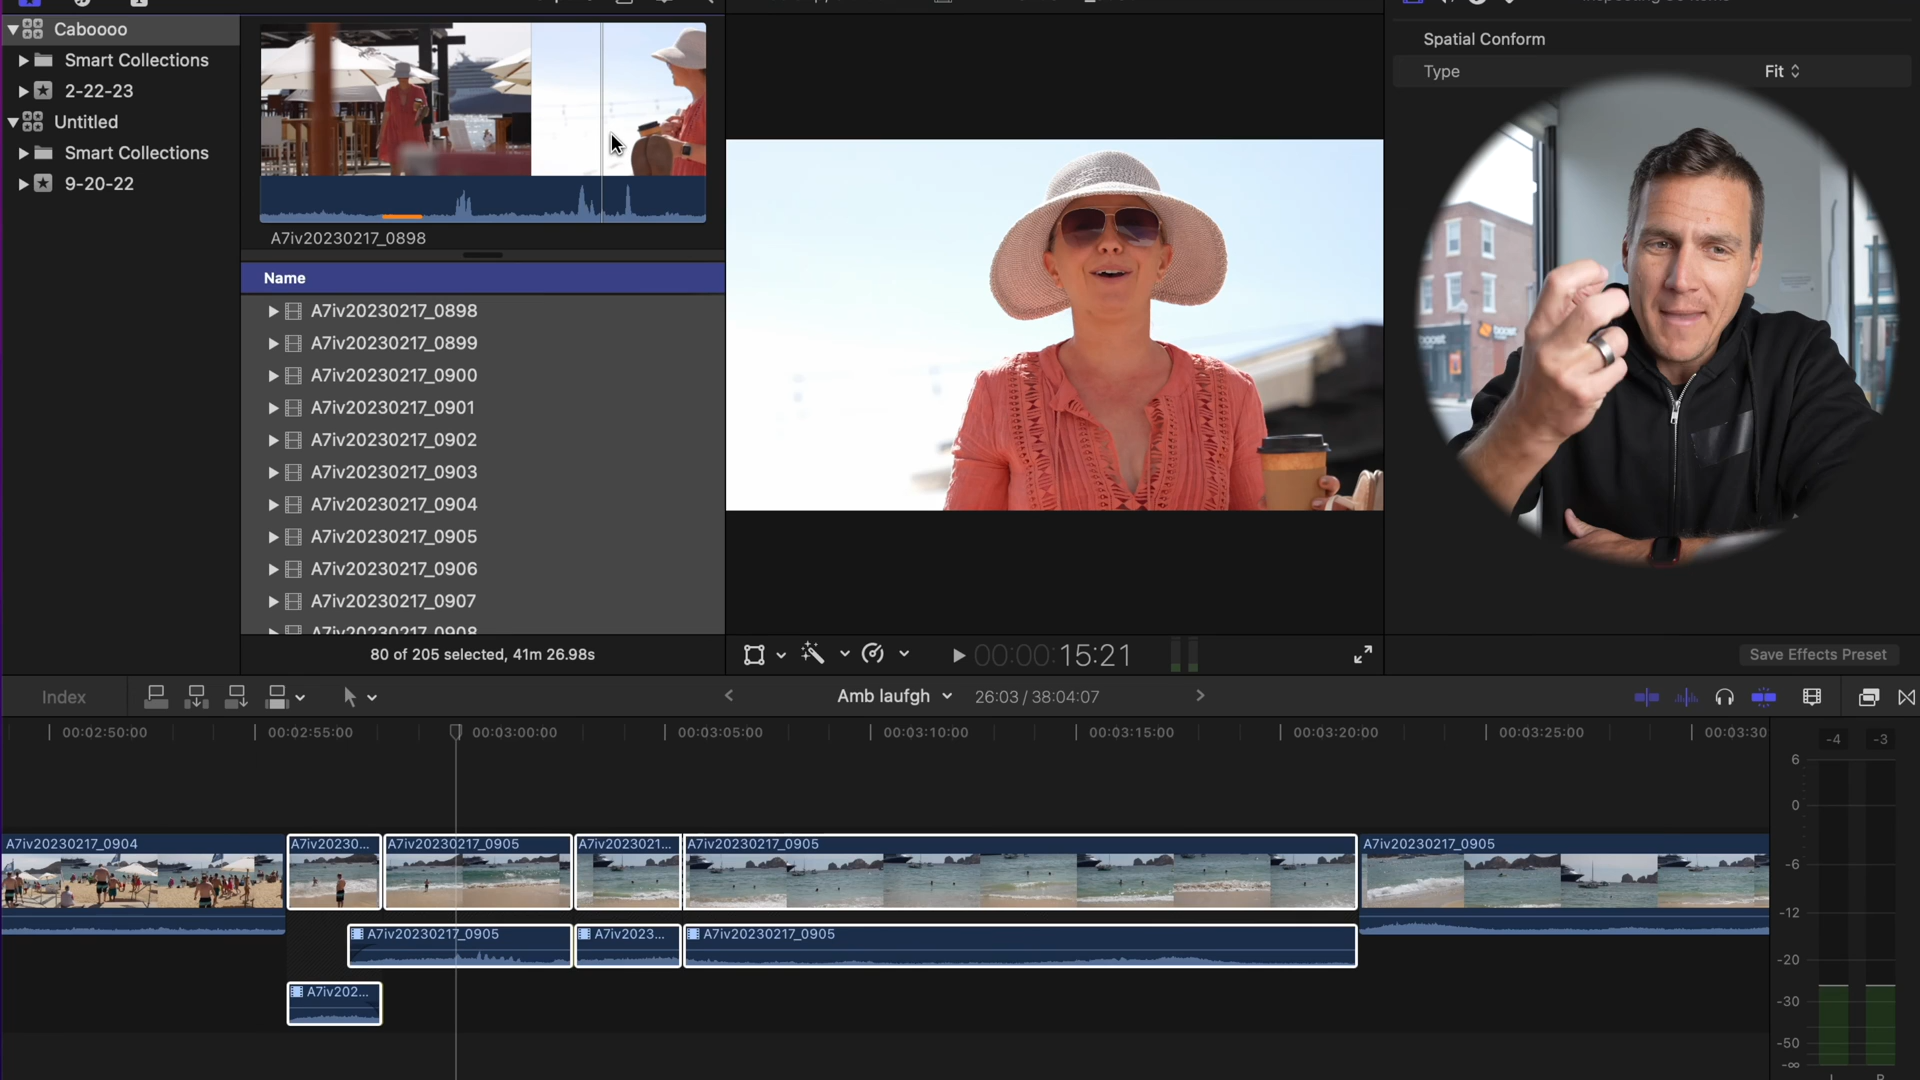 Caboooo
Smart Collections
2-22-23
Untitled
Smart Collections
9-20-22
A7iv20230217_0898
Name
A7iv20230217_0898
A7iv20230217_0899
A7iv20230217_0900
A7iv20230217_0901
A7iv20230217_0902
A7iv20230217_0903
A7iv20230217_0904
A7iv20230217_0905
A7iv20230217_0906
A7iv20230217_0907
A7iv20230217_0908
80 of 205 selected, 41m 26.98s
00:00:15:21
Spatial Conform
Type
Fit
boost
Save Effects Preset
Index
Amb laufgh
26:03 / 38:04:07
00:02:50:00
00:02:55:00
00:03:00:00
00:03:05:00
00:03:10:00
00:03:15:00
00:03:20:00
00:03:25:00
00:03:30
A7iv20230217_0904
A7iv20230...
A7iv20230217_0905
A7iv2023021...
A7iv20230217_0905
A7iv20230217_0905
A7iv20230217_0905
A7iv2023...
A7iv20230217_0905
A7iv202...
-4
-3
6
0
-6
-12
-20
-30
-50
-∞